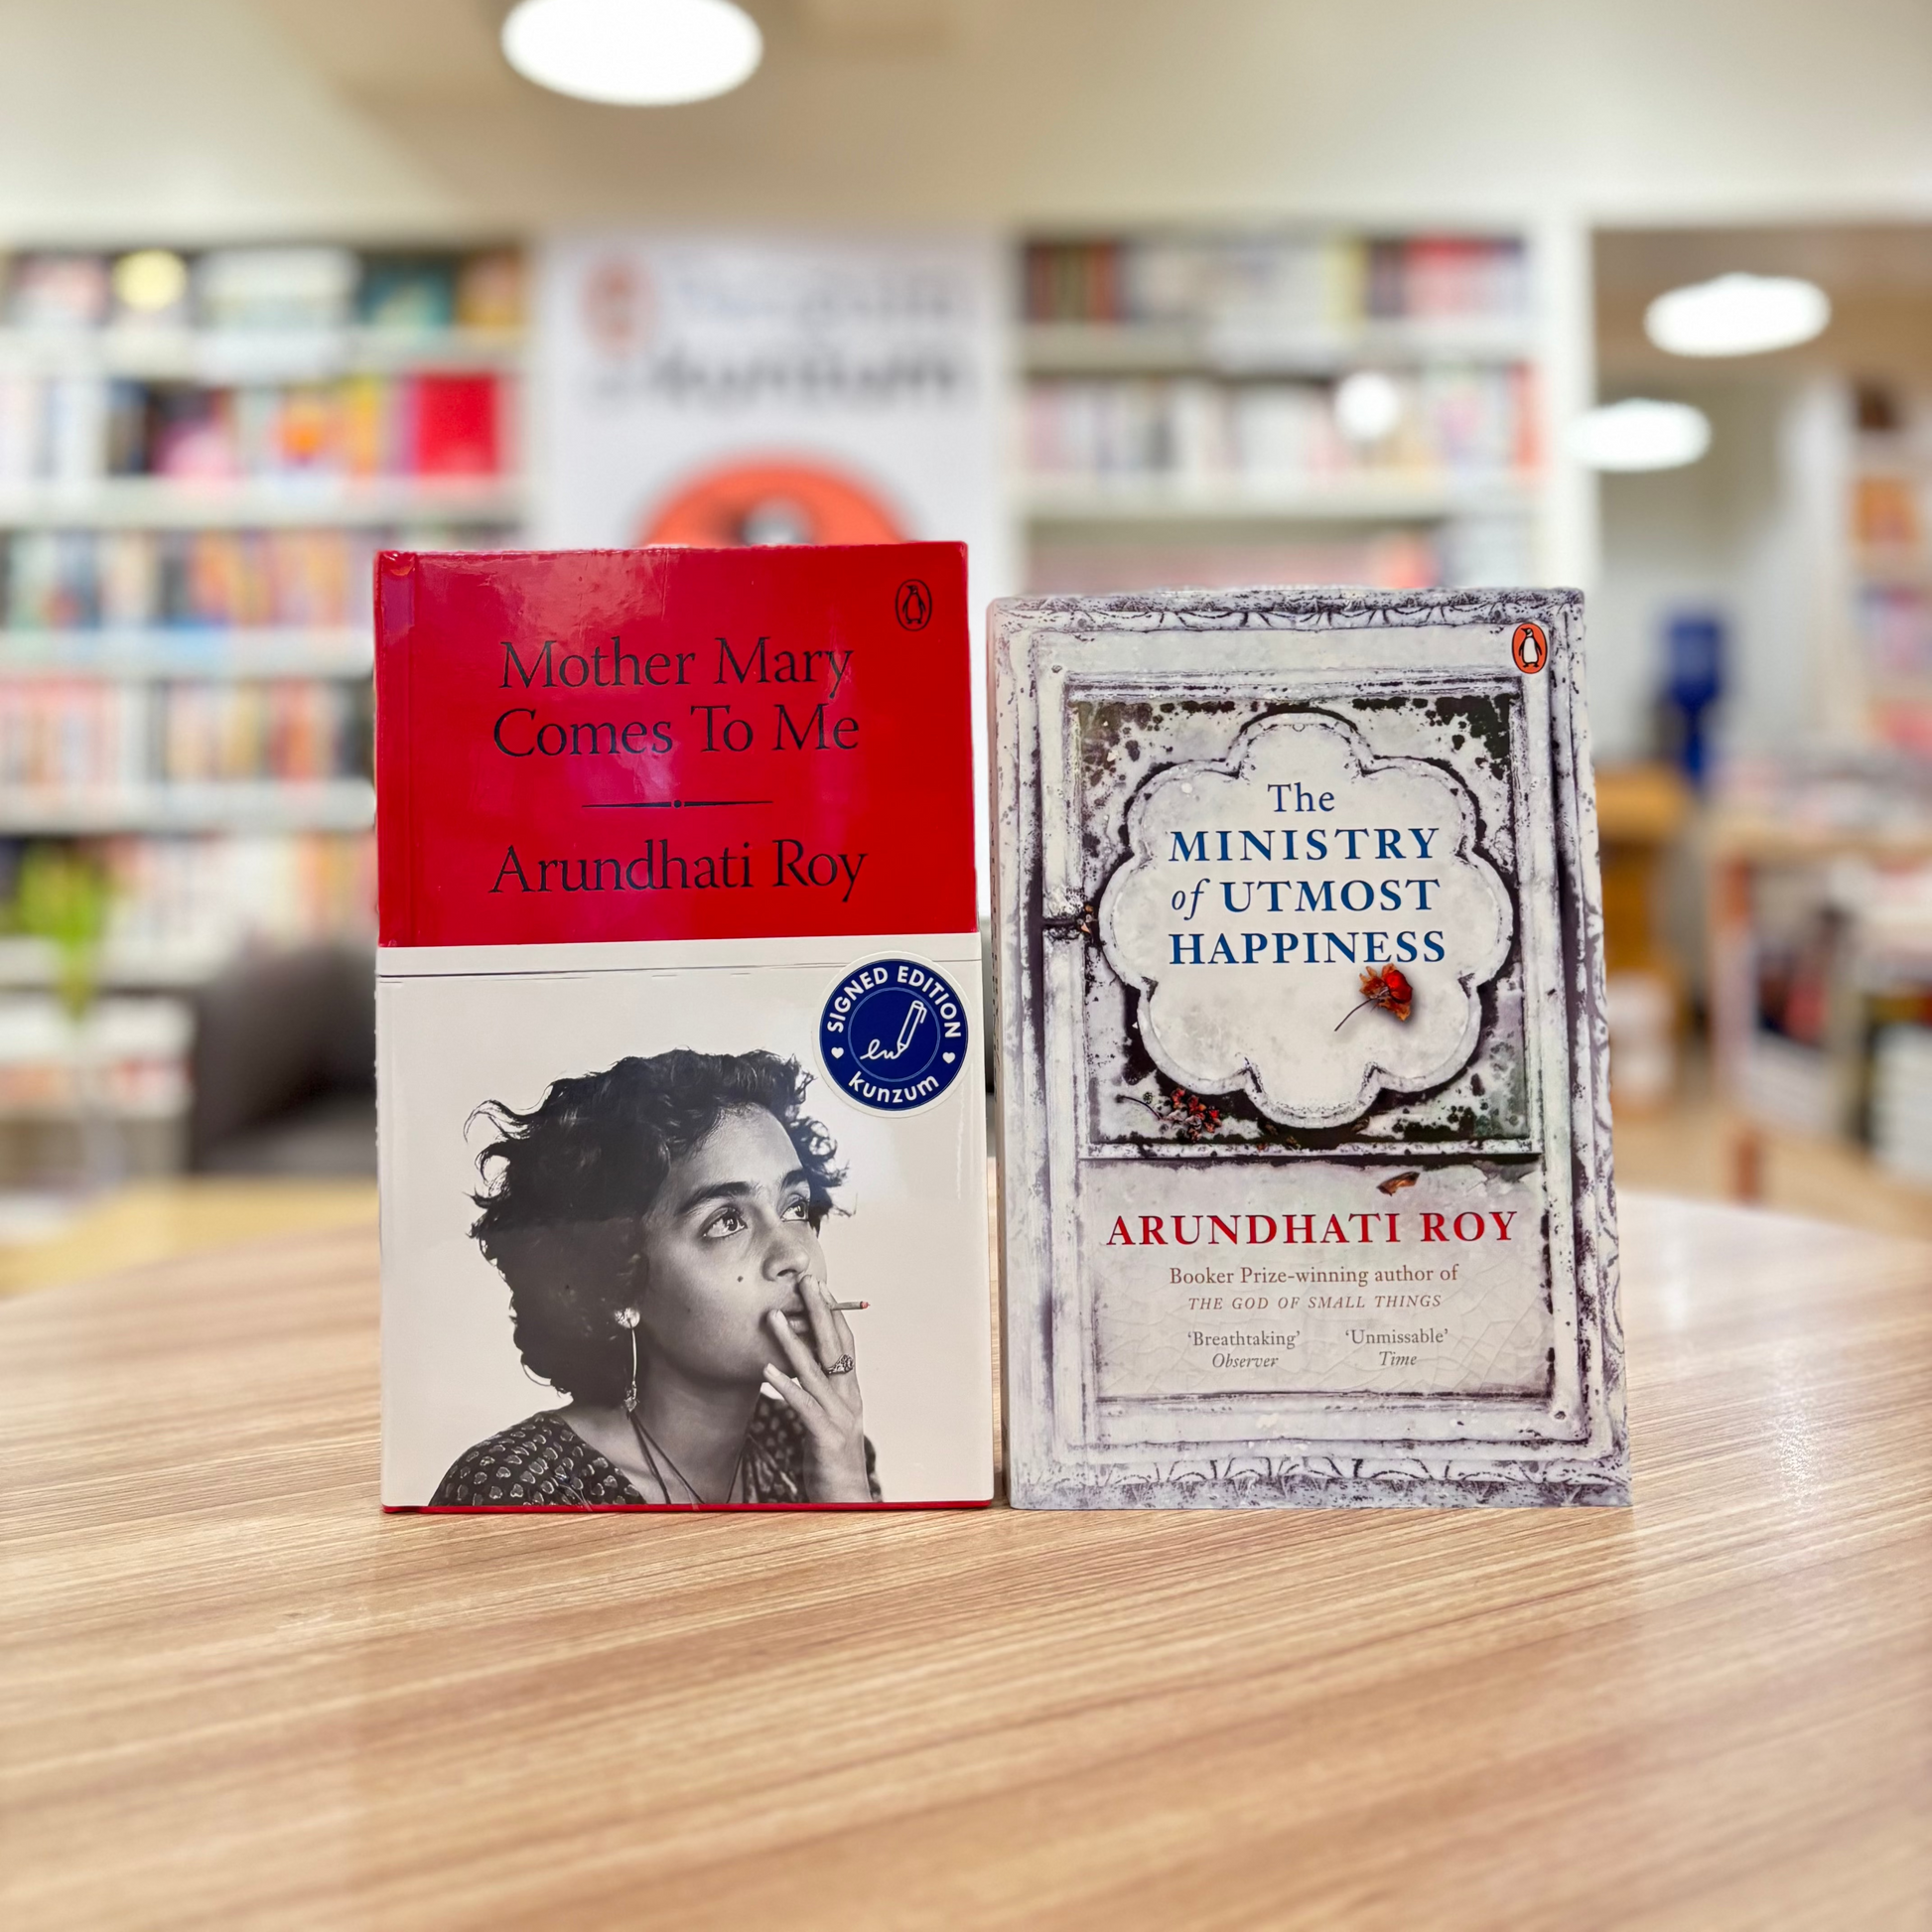 Mother Mary
Comes To Me
Arundhati Roy
SIGNED EDITION
kunzum
The
MINISTRY
of UTMOST
HAPPINESS
ARUNDHATI ROY
Booker Prize-winning author of
THE GOD OF SMALL THINGS
‘Breathtaking’ ‘Unmissable’
Observer Time